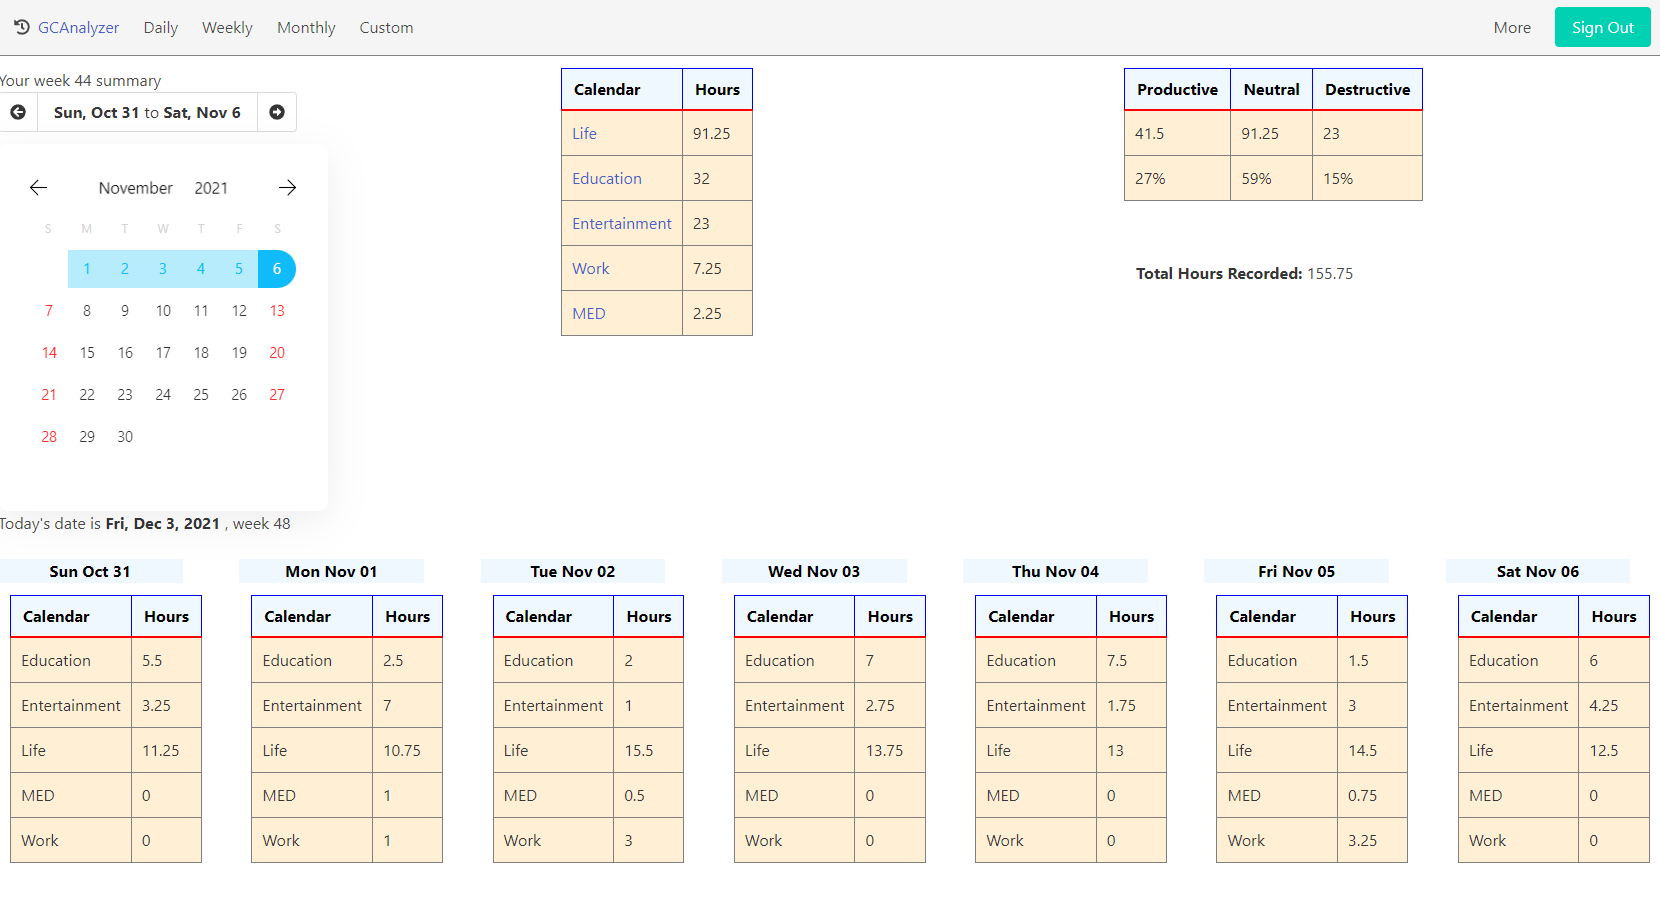 GCAnalyzer Daily Weekly Monthly Custom More Sign Out
Your week 44 summary
Sun, Oct 31 to Sat, Nov 6
November 2021
S M T W T F S
1 2 3 4 5 6
7 8 9 10 11 12 13
14 15 16 17 18 19 20
21 22 23 24 25 26 27
28 29 30
Today's date is Fri, Dec 3, 2021 , week 48
Calendar Hours
Life 91.25
Education 32
Entertainment 23
Work 7.25
MED 2.25
Productive Neutral Destructive
41.5 91.25 23
27% 59% 15%
Total Hours Recorded: 155.75
Sun Oct 31
Calendar Hours
Education 5.5
Entertainment 3.25
Life 11.25
MED 0
Work 0
Mon Nov 01
Calendar Hours
Education 2.5
Entertainment 7
Life 10.75
MED 1
Work 1
Tue Nov 02
Calendar Hours
Education 2
Entertainment 1
Life 15.5
MED 0.5
Work 3
Wed Nov 03
Calendar Hours
Education 7
Entertainment 2.75
Life 13.75
MED 0
Work 0
Thu Nov 04
Calendar Hours
Education 7.5
Entertainment 1.75
Life 13
MED 0
Work 0
Fri Nov 05
Calendar Hours
Education 1.5
Entertainment 3
Life 14.5
MED 0.75
Work 3.25
Sat Nov 06
Calendar Hours
Education 6
Entertainment 4.25
Life 12.5
MED 0
Work 0